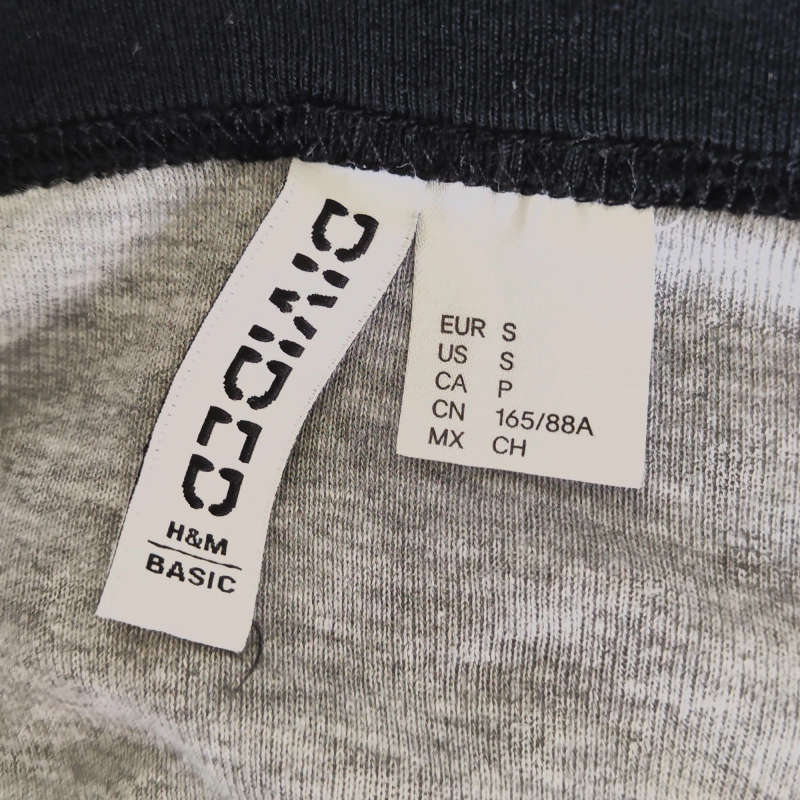 DIVIDED
H&M
BASIC
EUR S
US S
CA P
CN 165/88A
MX CH